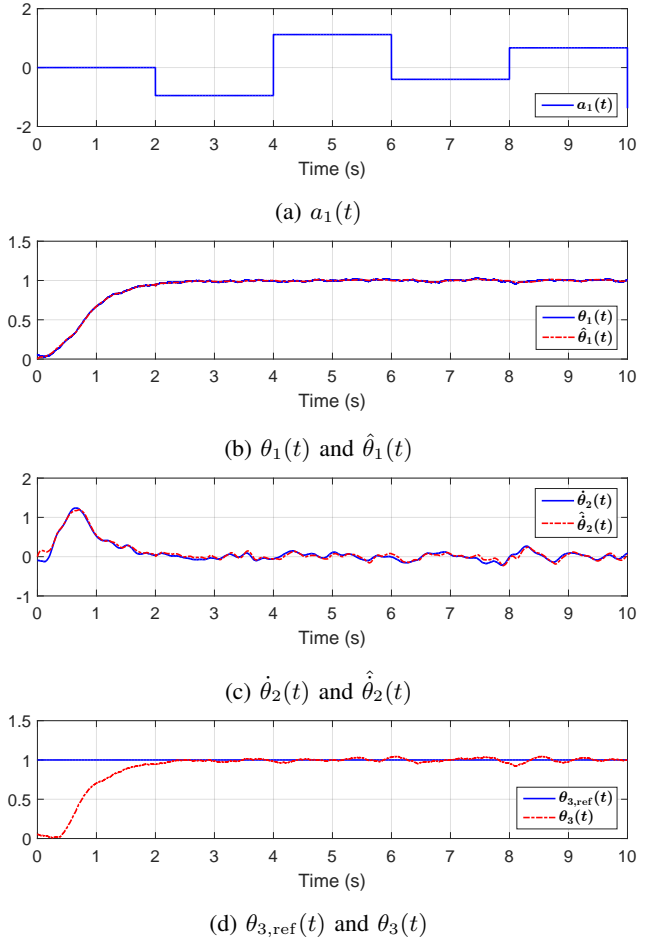 2
0
-2
a₁(t)
0 1 2 3 4 5 6 7 8 9 10
Time (s)
(a) a₁(t)
1.5
1
0.5
0
θ₁(t)
θ̂₁(t)
0 1 2 3 4 5 6 7 8 9 10
Time (s)
(b) θ₁(t) and θ̂₁(t)
2
1
0
-1
θ̇₂(t)
θ̇̂₂(t)
0 1 2 3 4 5 6 7 8 9 10
Time (s)
(c) θ̇₂(t) and θ̇̂₂(t)
1.5
1
0.5
0
θ₃,ref(t)
θ₃(t)
0 1 2 3 4 5 6 7 8 9 10
Time (s)
(d) θ₃,ref(t) and θ₃(t)